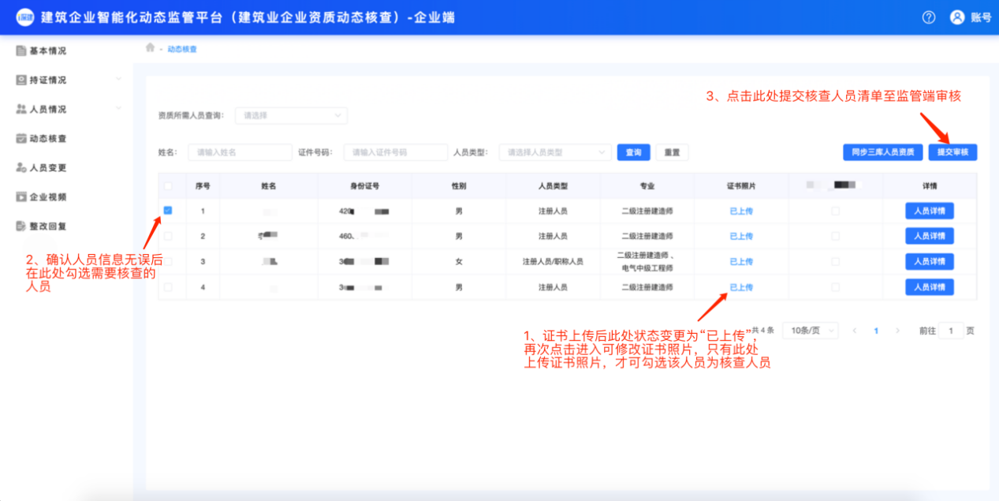 建筑企业智能化动态监管平台（建筑业企业资质动态核查）-企业端
账号
基本情况
持证情况
人员情况
动态核查
人员变更
企业视频
整改回复
动态核查
3、点击此处提交核查人员清单至监管端审核
资质所需人员查询： 请选择
姓名： 请输入姓名 证件号码： 请输入证件号码 人员类型： 请选择人员类型 查询 重置 同步三库人员资质 提交审核
序号 姓名 身份证号 性别 人员类型 专业 证书照片 详情
1 420 男 注册人员 二级注册建造师 已上传 人员详情
2 460 男 注册人员 二级注册建造师 已上传 人员详情
3 3 女 注册人员/职称人员 二级注册建造师、 已上传 人员详情
电气中级工程师
4 3 男 注册人员 二级注册建造师 已上传 人员详情
2、确认人员信息无误后
在此处勾选需要核查的
人员
共 4 条 10条/页 1 前往 1 页
1、证书上传后此处状态变更为“已上传”，
再次点击进入可修改证书照片，只有此处
上传证书照片，才可勾选该人员为核查人员